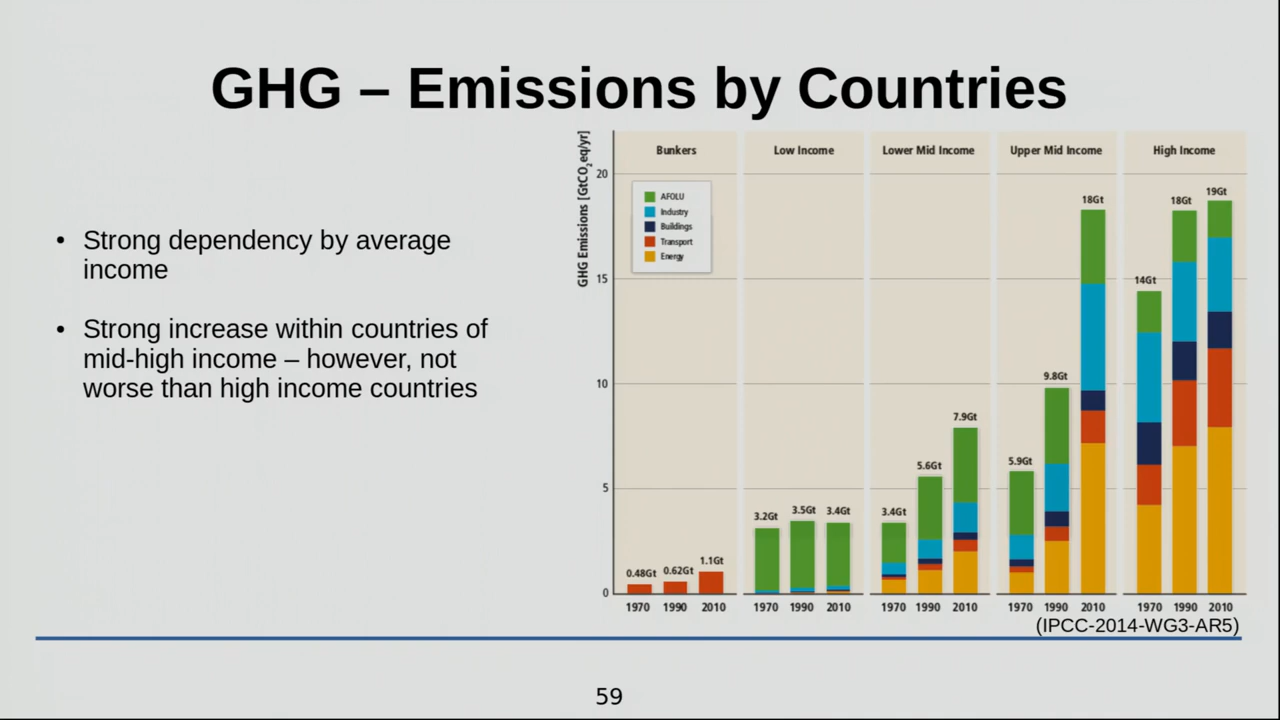 GHG – Emissions by Countries
• Strong dependency by average
income
• Strong increase within countries of
mid-high income – however, not
worse than high income countries
GHG Emissions [GtCO2eq/yr]
Bunkers
Low Income
Lower Mid Income
Upper Mid Income
High Income
AFOLU
Industry
Buildings
Transport
Energy
20
15
10
5
0
0.48Gt 0.62Gt 1.1Gt
3.2Gt 3.5Gt 3.4Gt
3.4Gt 5.6Gt 7.9Gt
5.9Gt 9.8Gt 18Gt
14Gt 18Gt 19Gt
1970 1990 2010 1970 1990 2010 1970 1990 2010 1970 1990 2010 1970 1990 2010
(IPCC-2014-WG3-AR5)
59